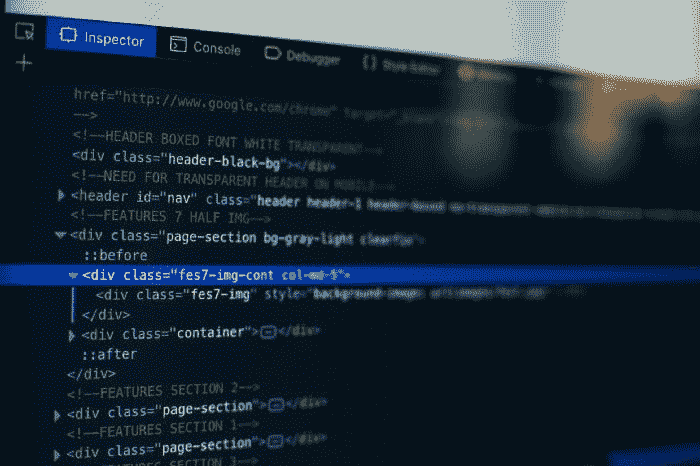 Inspector Console Debugger Style Editor
href="http://www.google.com/chrome" target=
-->
<!--HEADER BOXED FONT WHITE TRANSPARENT-->
<div class="header-black-bg"></div>
<!--NEED FOR TRANSPARENT HEADER ON MOBILE-->
<header id="nav" class="header header-1 header-boxed
<!--FEATURES 7 HALF IMG-->
<div class="page-section bg-gray-light clearfix">
::before
<div class="fes7-img-cont col-md-5">
<div class="fes7-img" style="background-image:
</div>
<div class="container"></div>
::after
</div>
<!--FEATURES SECTION 2-->
<div class="page-section"></div>
<!--FEATURES SECTION 1-->
<div class="page-section"></div>
<!--FEATURES SECTION 3-->